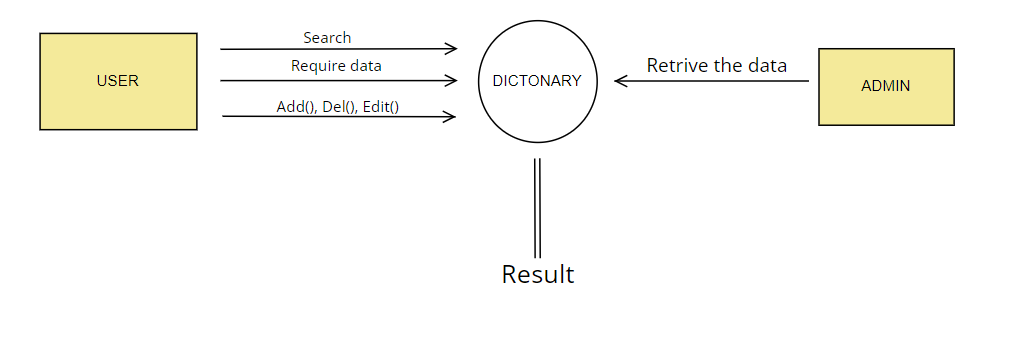 Search
Require data
Add(), Del(), Edit()
USER
DICTONARY
Retrive the data
ADMIN
Result